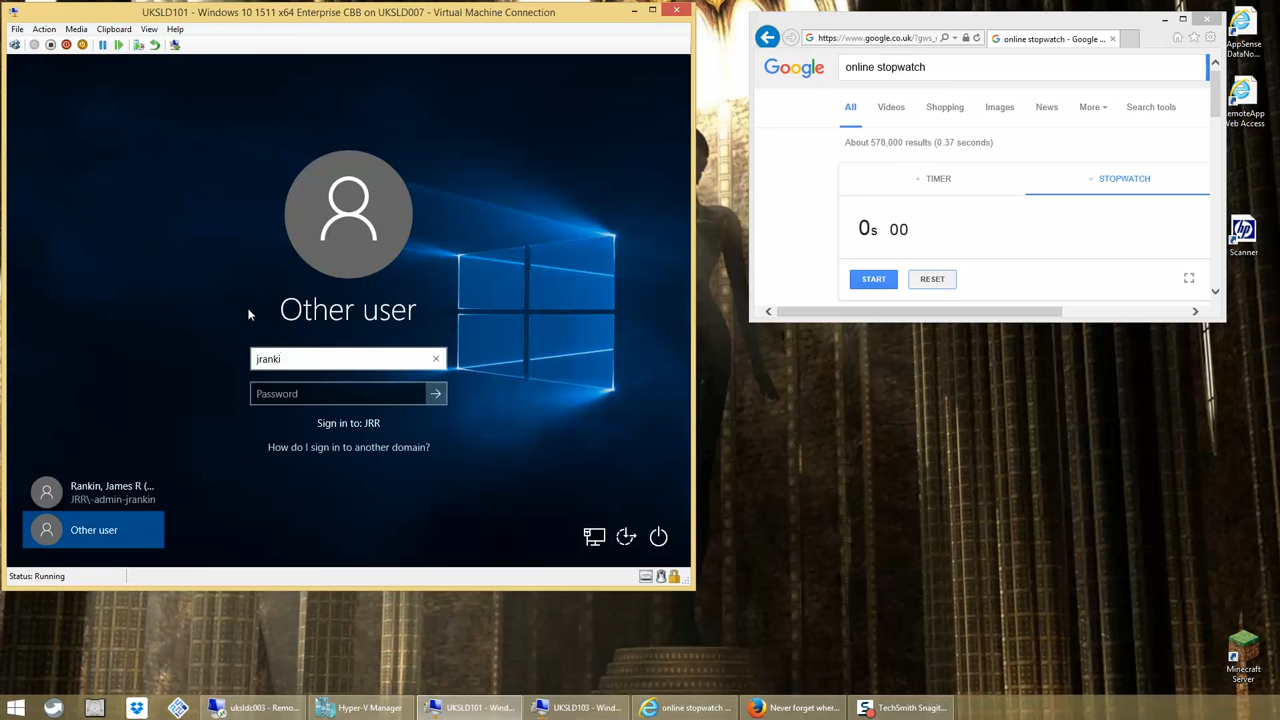 UKSLD101 - Windows 10 1511 x64 Enterprise CBB on UKSLD007 - Virtual Machine Connection
File Action Media Clipboard View Help
Other user
jranki
Password
Sign in to: JRR
How do I sign in to another domain?
Rankin, James R (...
JRR\-admin-jrankin
Other user
Status: Running
https://www.google.co.uk/?gws_
online stopwatch - Google ...
Google
online stopwatch
All Videos Shopping Images News More Search tools
About 578,000 results (0.37 seconds)
TIMER
STOPWATCH
0s 00
START
RESET
AppSense
DataNo...
RemoteApp
Web Access
hp
Scanner
Minecraft
Server
uksldc003 - Remo...
Hyper-V Manager
UKSLD101 - Wind...
UKSLD103 - Wind...
online stopwatch ...
Never forget wher...
TechSmith Snagit...